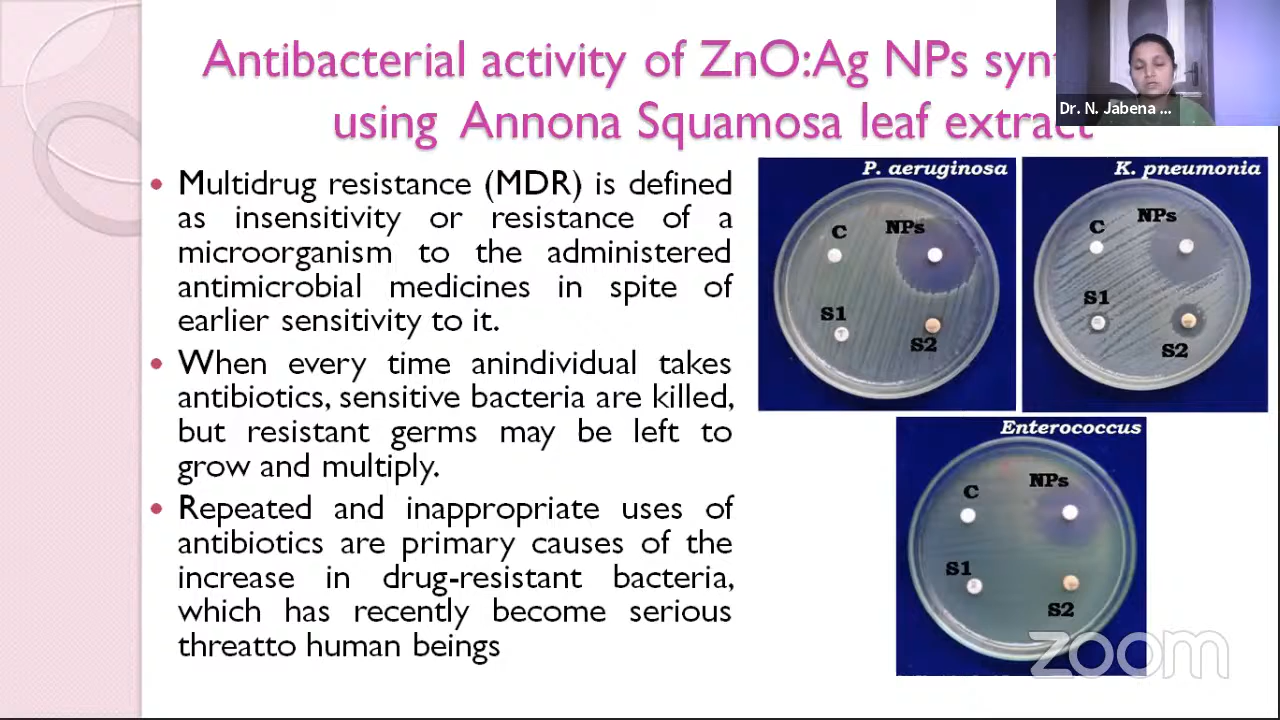 Antibacterial activity of ZnO:Ag NPs
using Annona Squamosa leaf extract
Dr. N. Jabena ...
• Multidrug resistance (MDR) is defined
as insensitivity or resistance of a
microorganism to the administered
antimicrobial medicines in spite of
earlier sensitivity to it.
• When every time anindividual takes
antibiotics, sensitive bacteria are killed,
but resistant germs may be left to
grow and multiply.
• Repeated and inappropriate uses of
antibiotics are primary causes of the
increase in drug-resistant bacteria,
which has recently become serious
threatto human beings
P. aeruginosa
C
NPs
S1
S2
K. pneumonia
C
NPs
S1
S2
Enterococcus
C
NPs
S1
S2
zoom